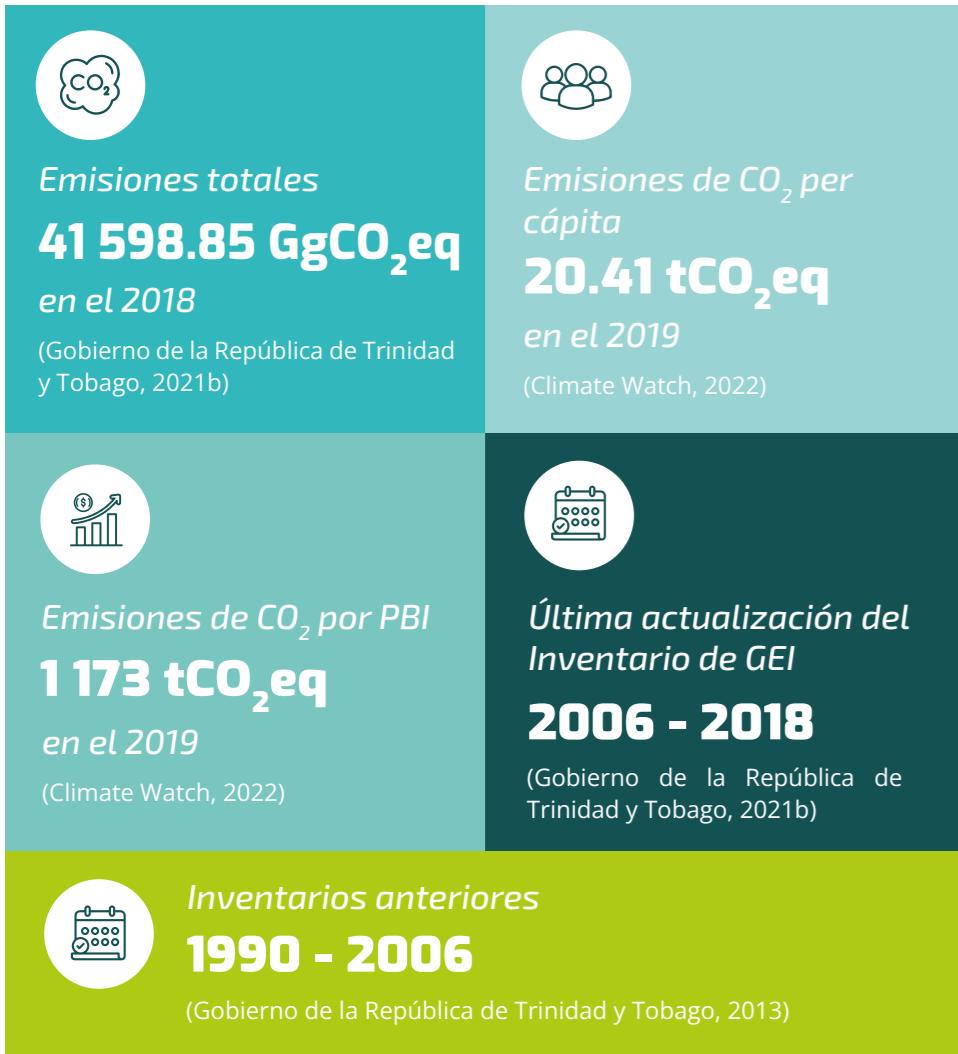 CO₂
Emisiones totales
41 598.85 GgCO₂eq
en el 2018
(Gobierno de la República de Trinidad
y Tobago, 2021b)
Emisiones de CO₂ per
cápita
20.41 tCO₂eq
en el 2019
(Climate Watch, 2022)
$
Emisiones de CO₂ por PBI
1 173 tCO₂eq
en el 2019
(Climate Watch, 2022)
Última actualización del
Inventario de GEI
2006 - 2018
(Gobierno de la República de
Trinidad y Tobago, 2021b)
Inventarios anteriores
1990 - 2006
(Gobierno de la República de Trinidad y Tobago, 2013)